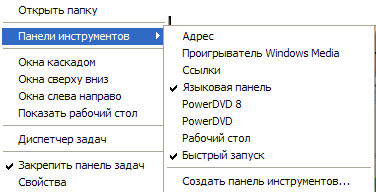 Открыть папку
Панели инструментов
Окна каскадом
Окна сверху вниз
Окна слева направо
Показать рабочий стол
Диспетчер задач
Закрепить панель задач
Свойства
Адрес
Проигрыватель Windows Media
Ссылки
Языковая панель
PowerDVD 8
PowerDVD
Рабочий стол
Быстрый запуск
Создать панель инструментов...